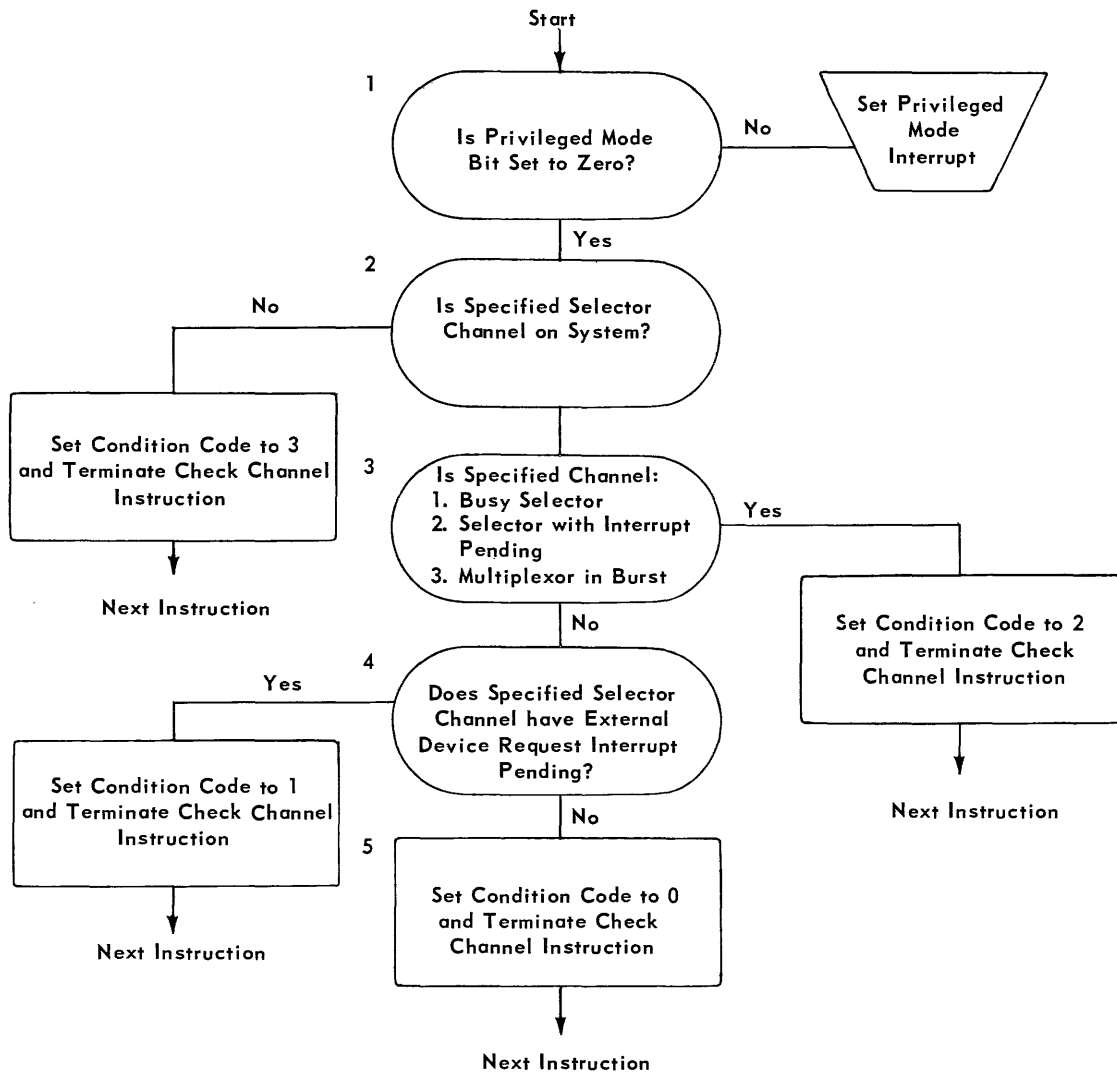 Start
1
Is Privileged Mode
Bit Set to Zero?
No
Set Privileged
Mode
Interrupt
Yes
2
Is Specified Selector
Channel on System?
No
Set Condition Code to 3
and Terminate Check Channel
Instruction
Next Instruction
3
Is Specified Channel:
1. Busy Selector
2. Selector with Interrupt
Pending
3. Multiplexor in Burst
Yes
Set Condition Code to 2
and Terminate Check
Channel Instruction
Next Instruction
No
4
Does Specified Selector
Channel have External
Device Request Interrupt
Pending?
Yes
Set Condition Code to 1
and Terminate Check Channel
Instruction
Next Instruction
No
5
Set Condition Code to 0
and Terminate Check
Channel Instruction
Next Instruction